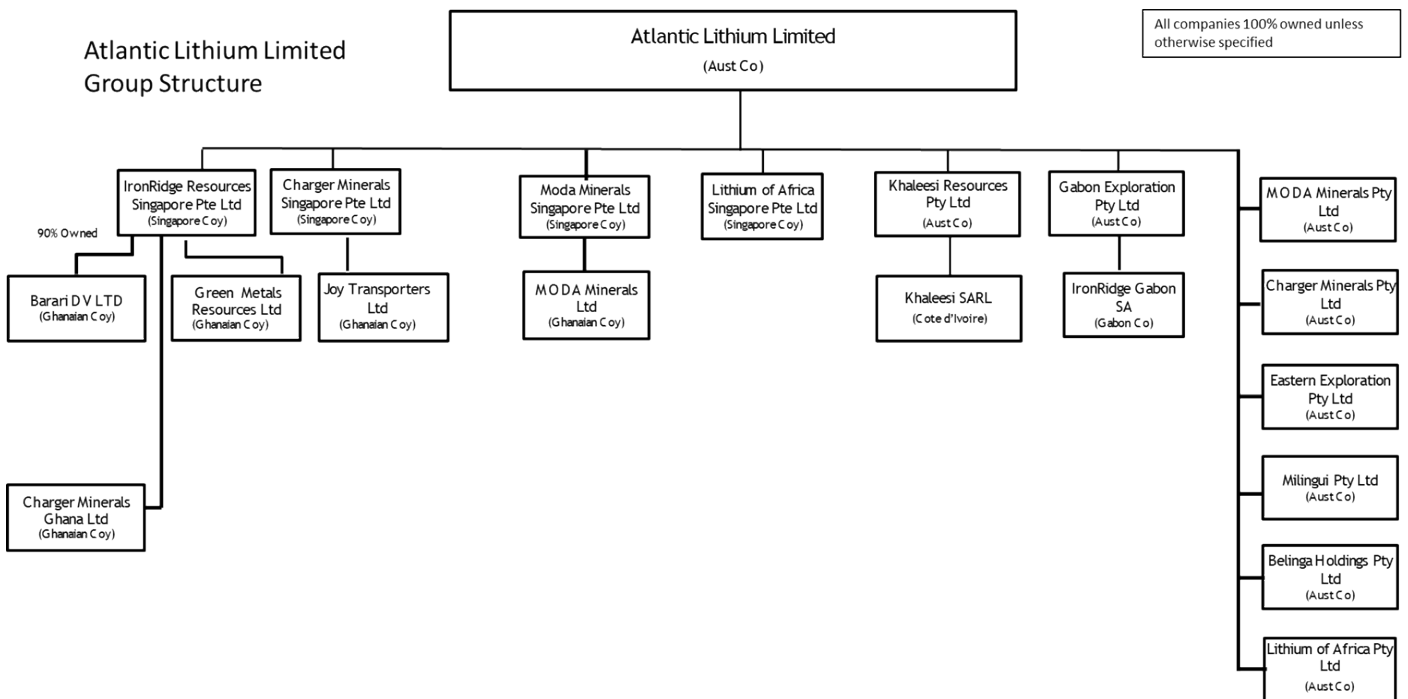 Atlantic Lithium Limited
Group Structure
Atlantic Lithium Limited
(Aust Co)
All companies 100% owned unless
otherwise specified
IronRidge Resources
Singapore Pte Ltd
(Singapore Coy)
Charger Minerals
Singapore Pte Ltd
(Singapore Coy)
Moda Minerals
Singapore Pte Ltd
(Singapore Coy)
Lithium of Africa
Singapore Pte Ltd
(Singapore Coy)
Khaleesi Resources
Pty Ltd
(Aust Co)
Gabon Exploration
Pty Ltd
(Aust Co)
MODA Minerals Pty
Ltd
(Aust Co)
90% Owned
Barari DV LTD
(Ghanaian Coy)
Green Metals
Resources Ltd
(Ghanaian Coy)
Joy Transporters
Ltd
(Ghanaian Coy)
MODA Minerals
Ltd
(Ghanaian Coy)
Khaleesi SARL
(Cote d'Ivoire)
IronRidge Gabon
SA
(Gabon Co)
Charger Minerals Pty
Ltd
(Aust Co)
Eastern Exploration
Pty Ltd
(Aust Co)
Charger Minerals
Ghana Ltd
(Ghanaian Coy)
Milingui Pty Ltd
(Aust Co)
Belinga Holdings Pty
Ltd
(Aust Co)
Lithium of Africa Pty
Ltd
(Aust Co)